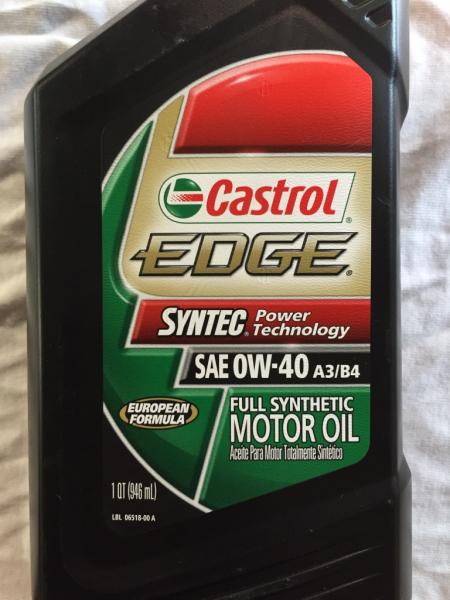 Castrol®
EDGE®
SYNTEC® Power
Technology
SAE 0W-40 A3/B4
EUROPEAN
FORMULA
FULL SYNTHETIC
MOTOR OIL
Aceite Para Motor Totalmente Sintético
1 QT (946 mL)
LBL 06518-00 A